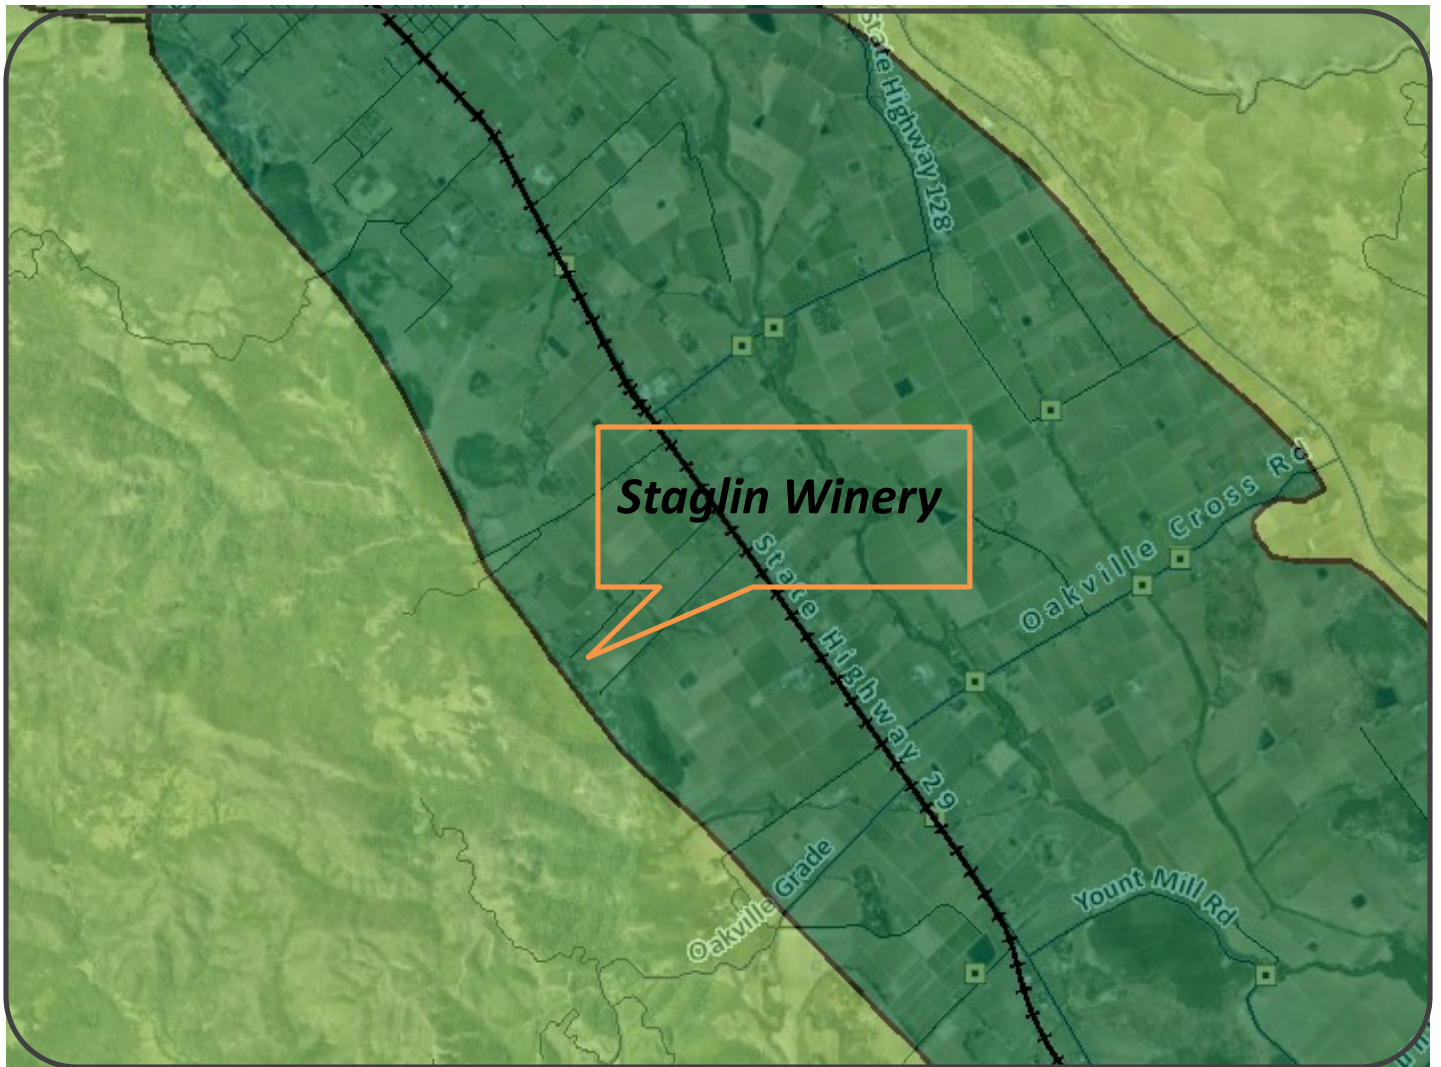 State Highway 128
Staglin Winery
Oakville Cross Rd
State Highway 29
Oakville Grade
Yount Mill Rd